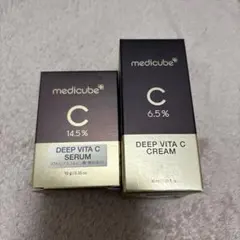 medicube
C
14.5%
DEEP VITA C
SERUM
medicube
C
6.5%
DEEP VITA C
CREAM